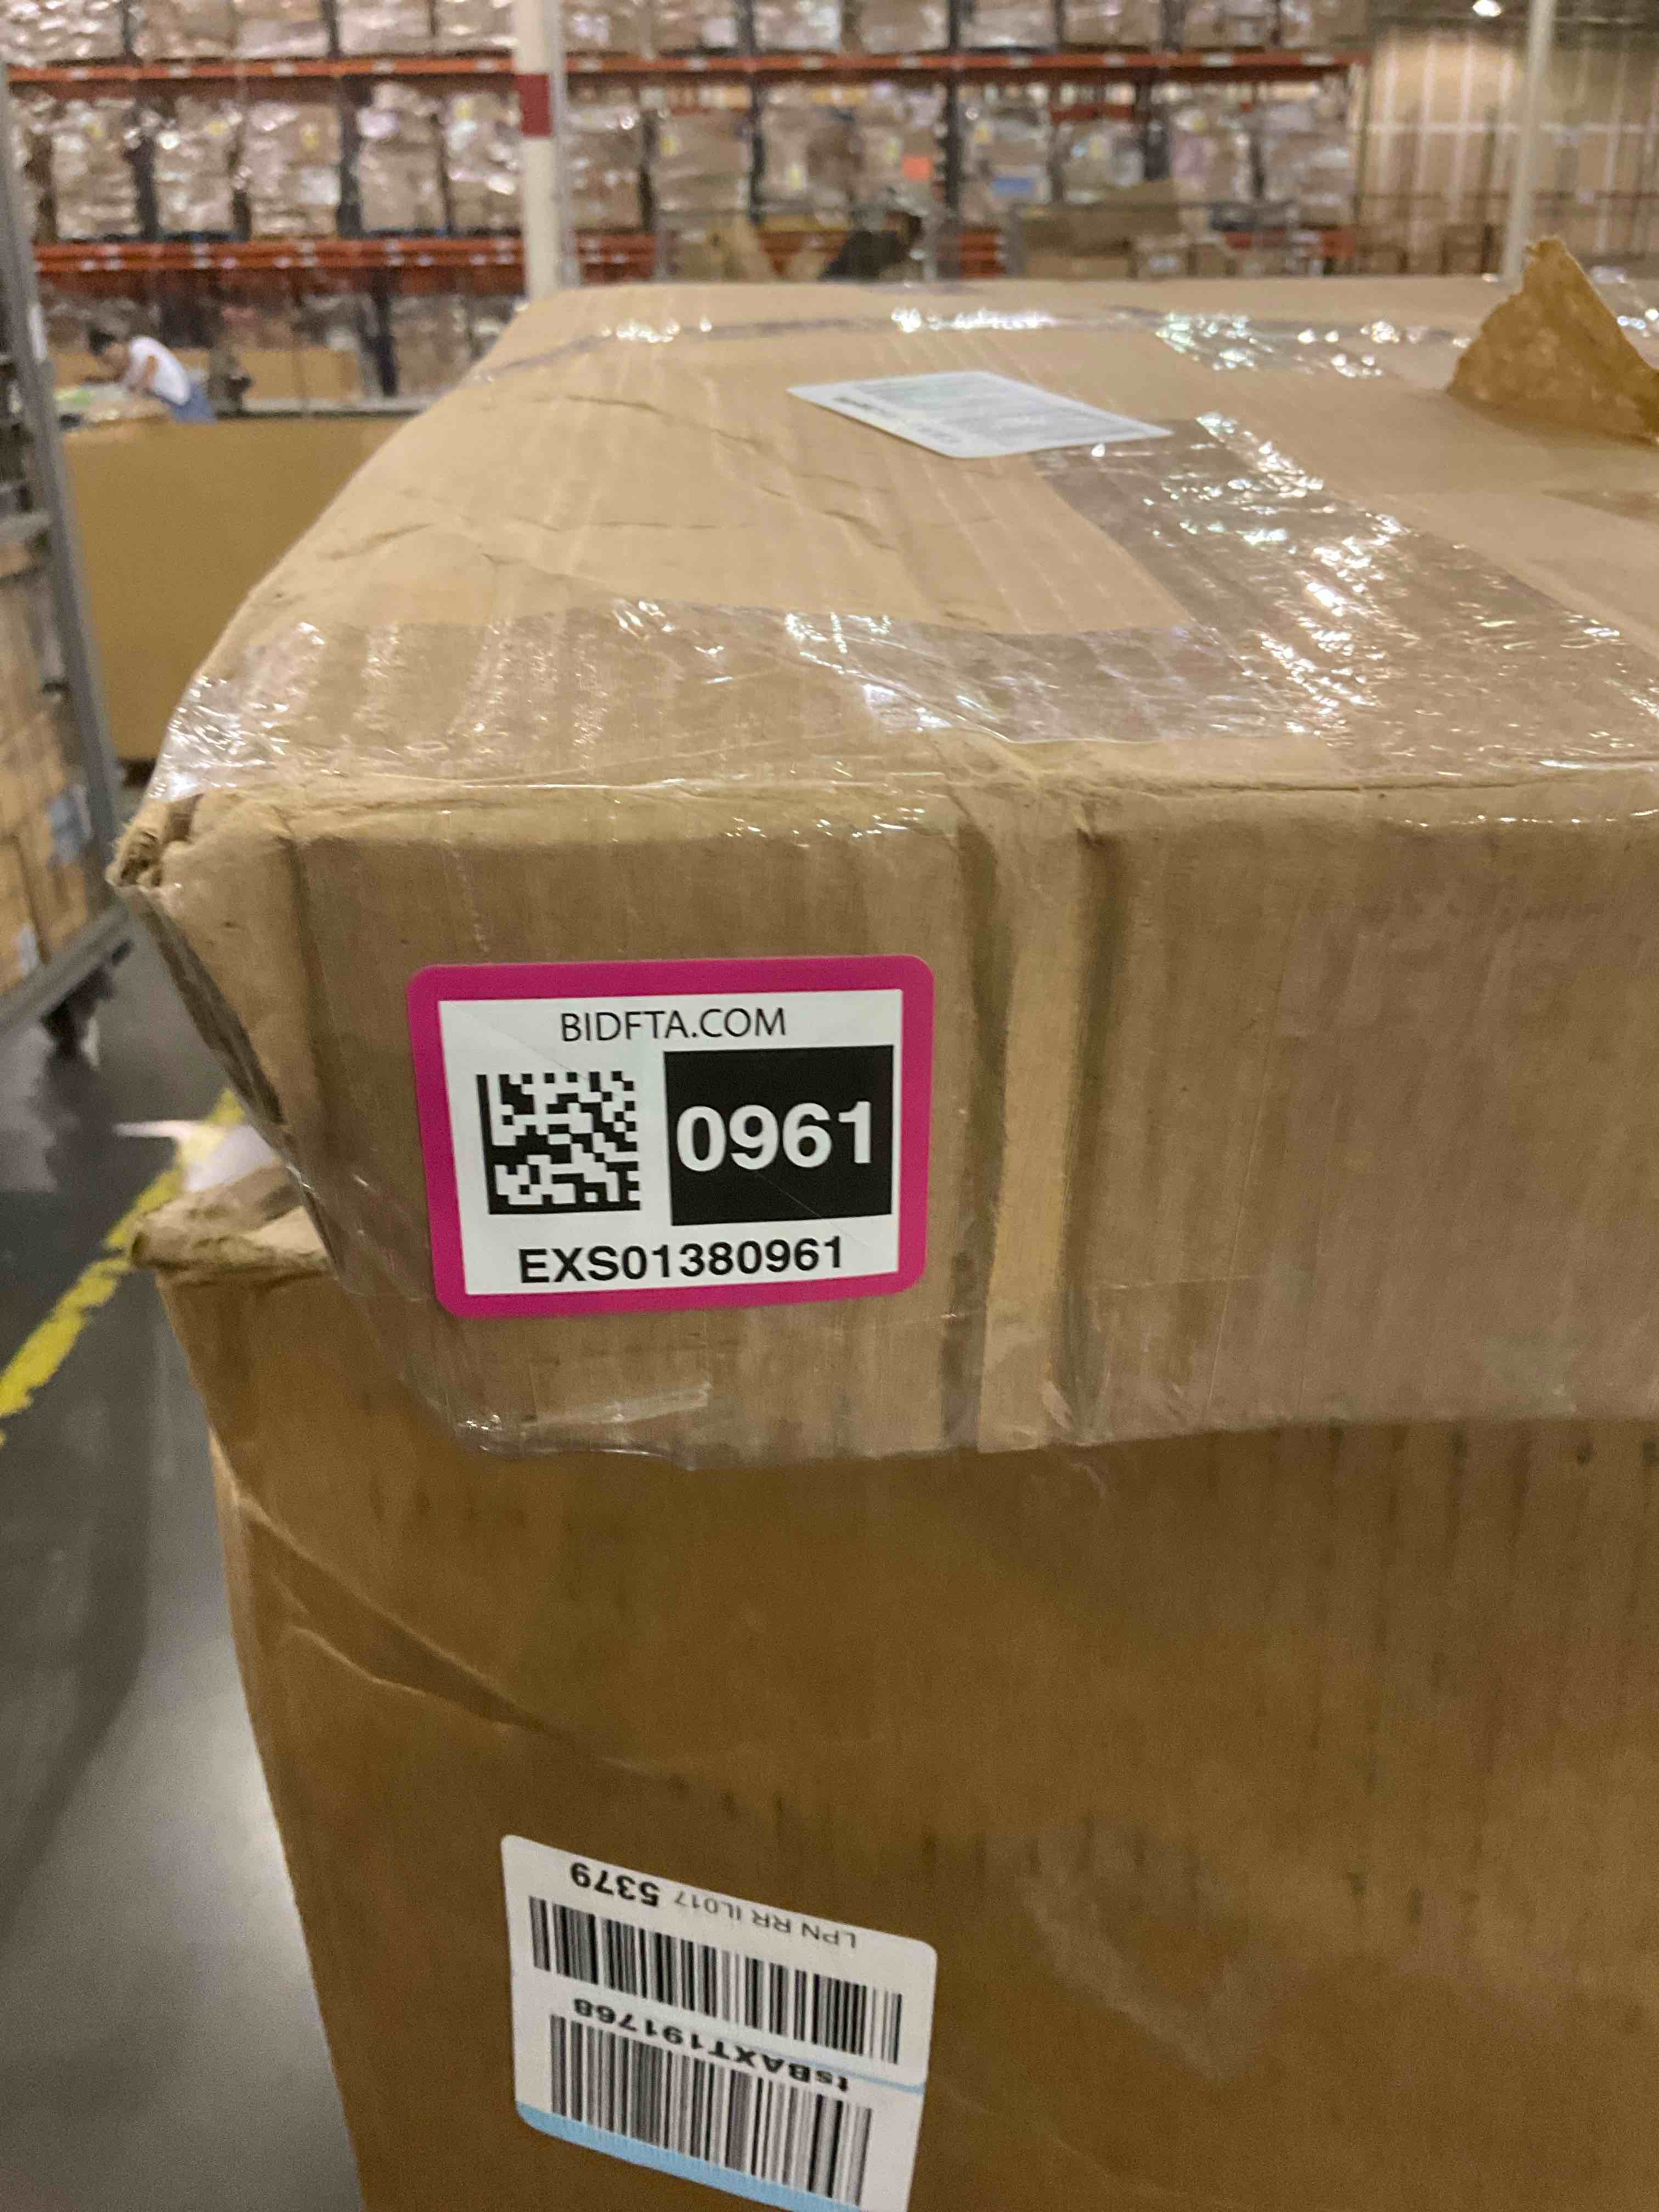 BIDFTA.COM
0961
EXS01380961
LPN RR IL017 5379
tsBAXT191768